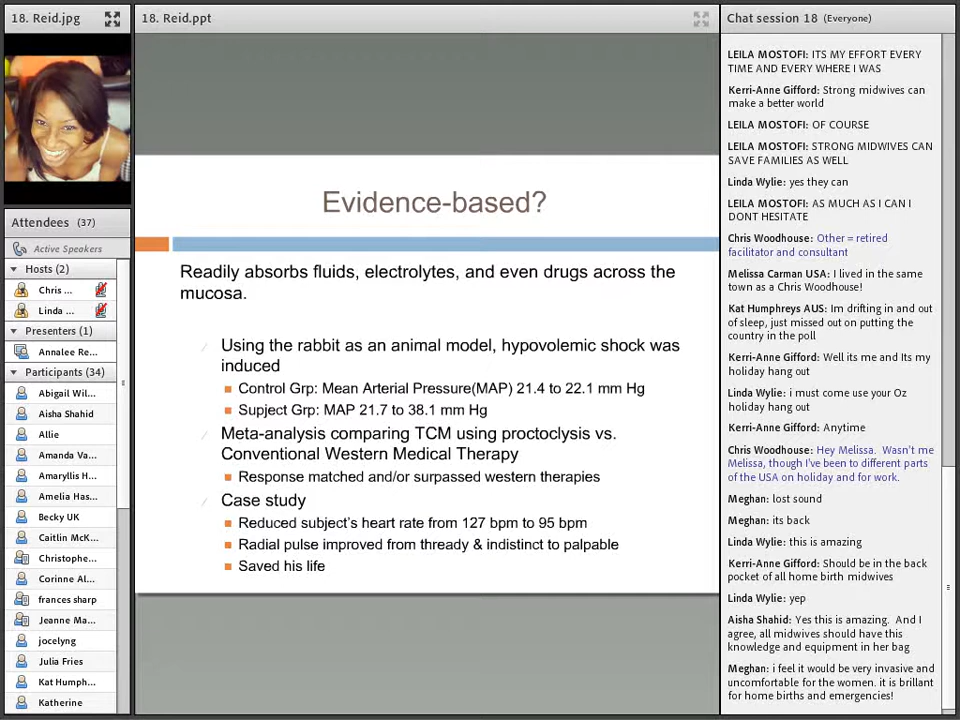 18. Reid.jpg
Attendees (37)
Active Speakers
Hosts (2)
Chris ...
Linda ...
Presenters (1)
Annalee Re...
Participants (34)
Abigail Wil...
Aisha Shahid
Allie
Amanda Va...
Amaryllis H...
Amelia Has...
Becky UK
Caitlin McK...
Christophe...
Corinne Al...
frances sharp
Jeanne Ma...
jocelyng
Julia Fries
Kat Humph...
Katherine
18. Reid.ppt
Evidence-based?
Readily absorbs fluids, electrolytes, and even drugs across the
mucosa.
Using the rabbit as an animal model, hypovolemic shock was
induced
Control Grp: Mean Arterial Pressure(MAP) 21.4 to 22.1 mm Hg
Supject Grp: MAP 21.7 to 38.1 mm Hg
Meta-analysis comparing TCM using proctoclysis vs.
Conventional Western Medical Therapy
Response matched and/or surpassed western therapies
Case study
Reduced subject's heart rate from 127 bpm to 95 bpm
Radial pulse improved from thready & indistinct to palpable
Saved his life
Chat session 18 (Everyone)
LEILA MOSTOFI: ITS MY EFFORT EVERY
TIME AND EVERY WHERE I WAS
Kerri-Anne Gifford: Strong midwives can
make a better world
LEILA MOSTOFI: OF COURSE
LEILA MOSTOFI: STRONG MIDWIVES CAN
SAVE FAMILIES AS WELL
Linda Wylie: yes they can
LEILA MOSTOFI: AS MUCH AS I CAN I
DONT HESITATE
Chris Woodhouse: Other = retired
facilitator and consultant
Melissa Carman USA: I lived in the same
town as a Chris Woodhouse!
Kat Humphreys AUS: Im drifting in and out
of sleep, just missed out on putting the
country in the poll
Kerri-Anne Gifford: Well its me and Its my
holiday hang out
Linda Wylie: i must come use your Oz
holiday hang out
Kerri-Anne Gifford: Anytime
Chris Woodhouse: Hey Melissa. Wasn't me
Melissa, though I've been to different parts
of the USA on holiday and for work.
Meghan: lost sound
Meghan: its back
Linda Wylie: this is amazing
Kerri-Anne Gifford: Should be in the back
pocket of all home birth midwives
Linda Wylie: yep
Aisha Shahid: Yes this is amazing. And I
agree, all midwives should have this
knowledge and equipment in her bag
Meghan: i feel it would be very invasive and
uncomfortable for the women. it is brillant
for home births and emergencies!